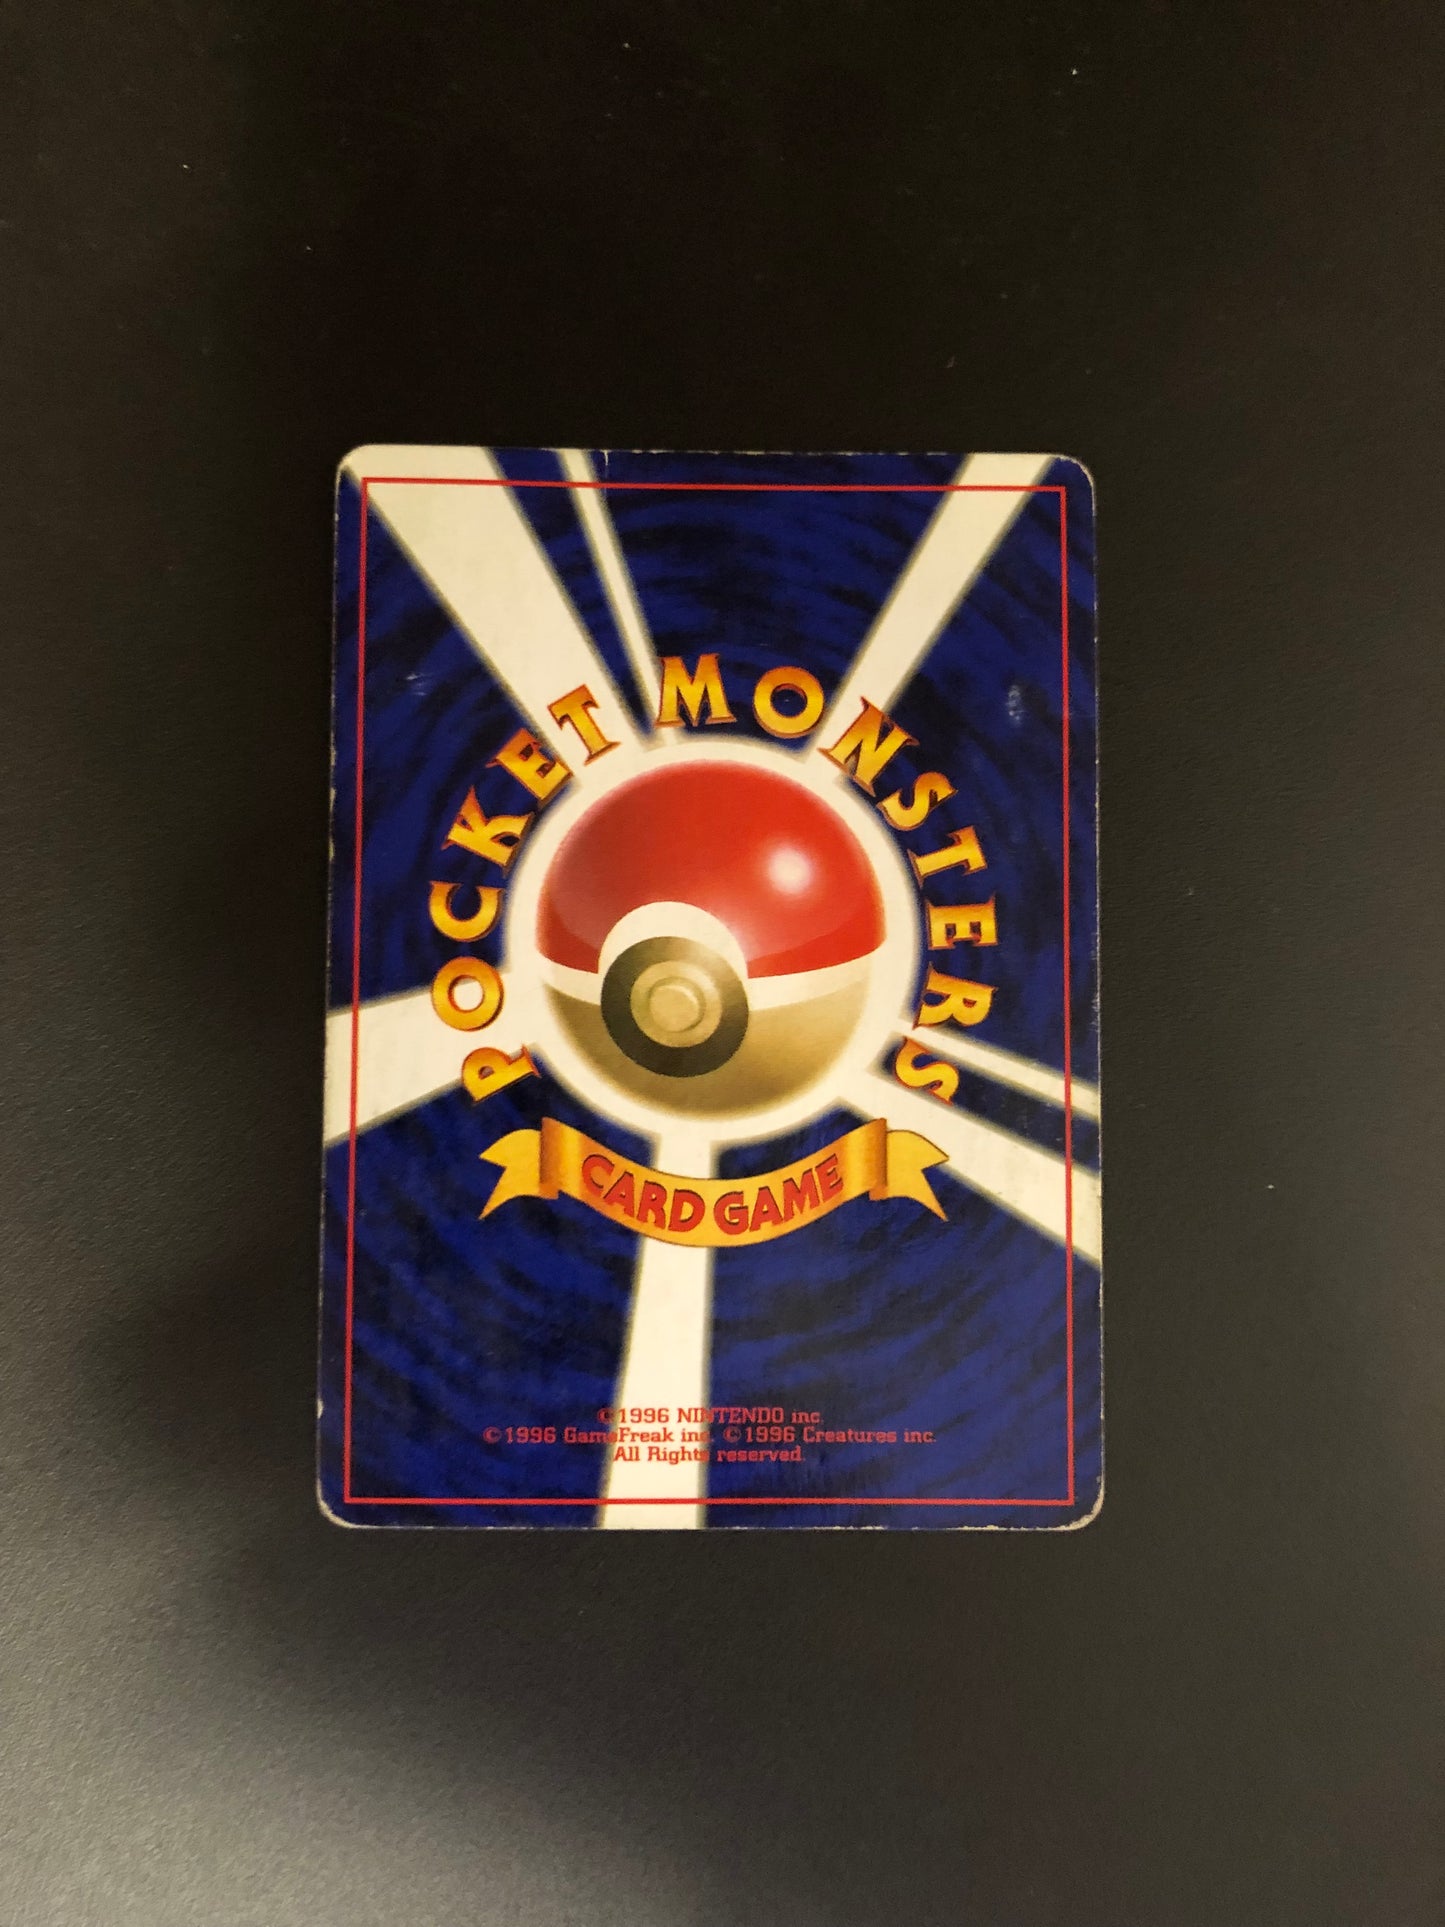 POCKET MONSTERS
CARD GAME
©1996 NINTENDO inc.
©1996 GameFreak inc. ©1996 Creatures inc.
All Rights reserved.